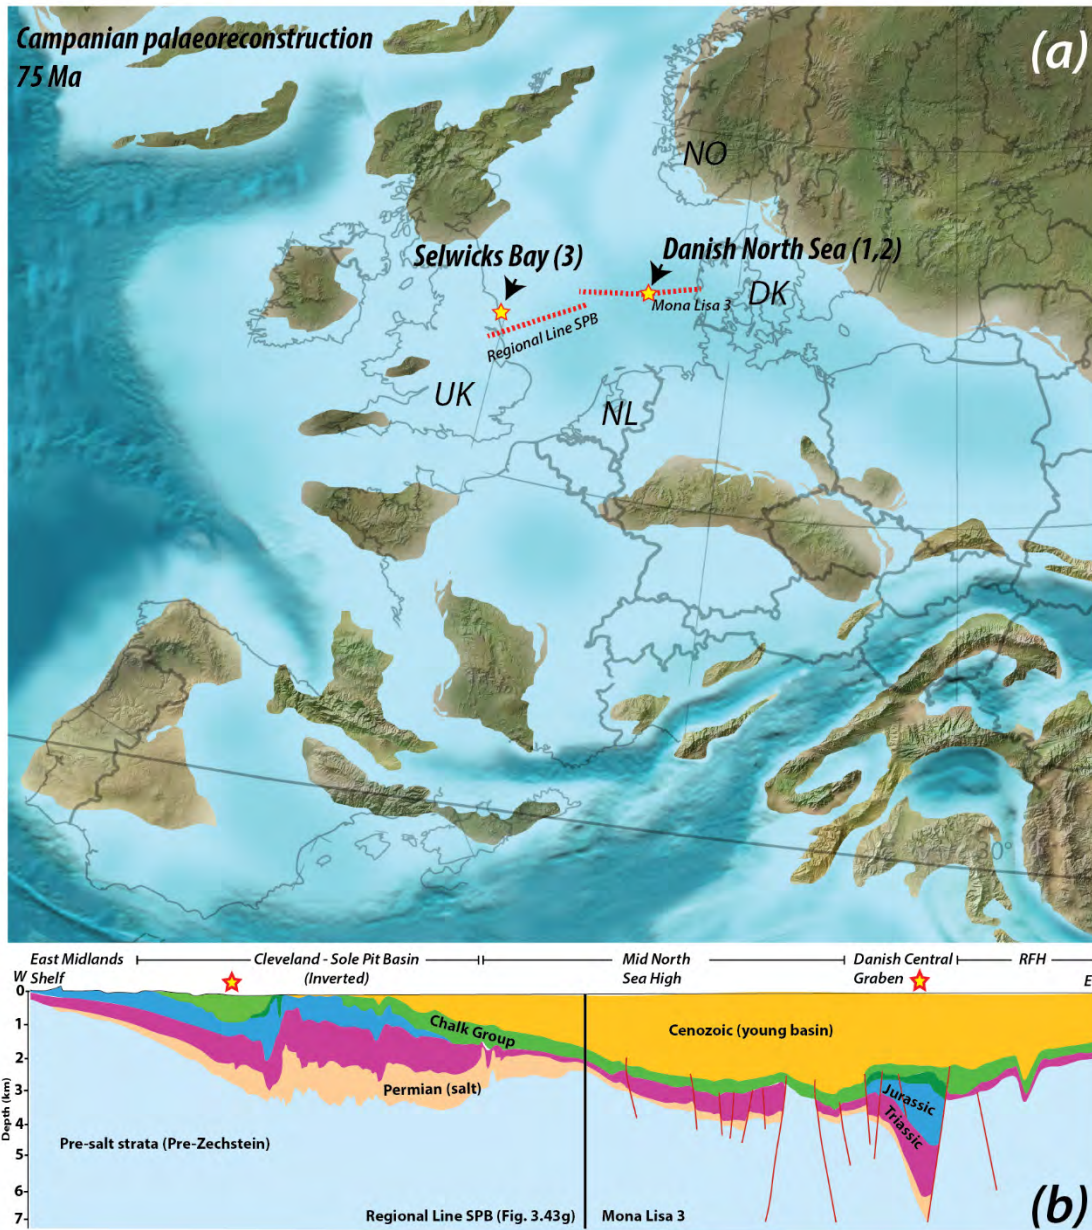 Campanian palaeoreconstruction
75 Ma
(a)
NO
Selwicks Bay (3)
Danish North Sea (1,2)
DK
Mona Lisa 3
Regional Line SPB
UK
NL
0°
East Midlands
Shelf
Cleveland - Sole Pit Basin
(Inverted)
Mid North
Sea High
Danish Central
Graben
RFH
W
E
0
1
2
3
4
5
6
7
Depth (km)
Chalk Group
Cenozoic (young basin)
Permian (salt)
Jurassic
Triassic
Pre-salt strata (Pre-Zechstein)
Regional Line SPB (Fig. 3.43g)
Mona Lisa 3
(b)